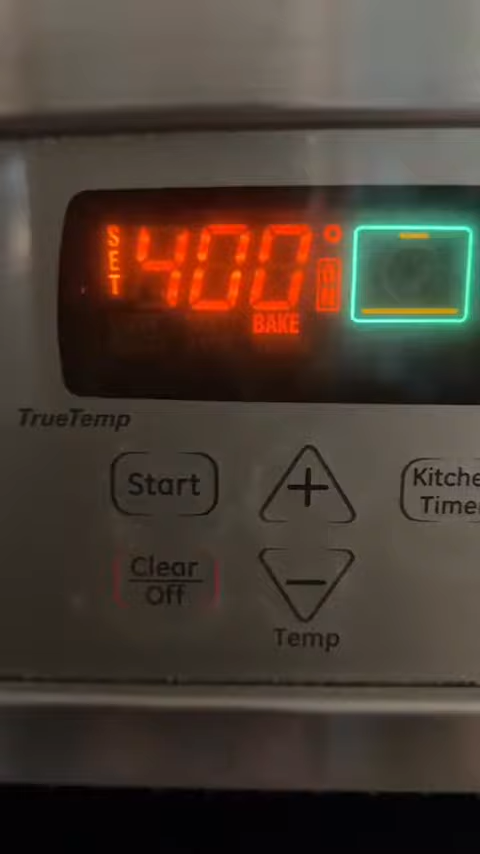 SET 400°
BAKE
TrueTemp
Start
+
Kitche
Timer
Clear
Off
−
Temp